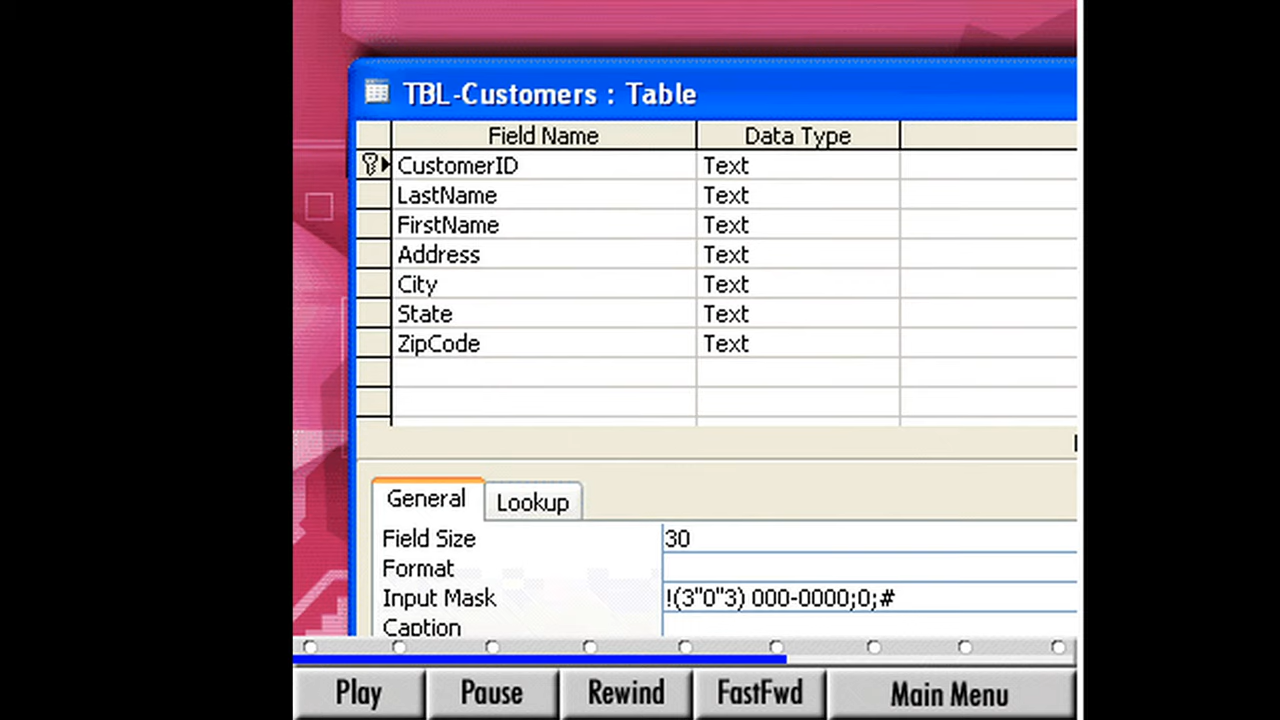 TBL-Customers : Table
Field Name Data Type
CustomerID Text
LastName Text
FirstName Text
Address Text
City Text
State Text
ZipCode Text
General Lookup
Field Size 30
Format
Input Mask !(3"0"3) 000-0000;0;#
Caption
Play Pause Rewind FastFwd Main Menu